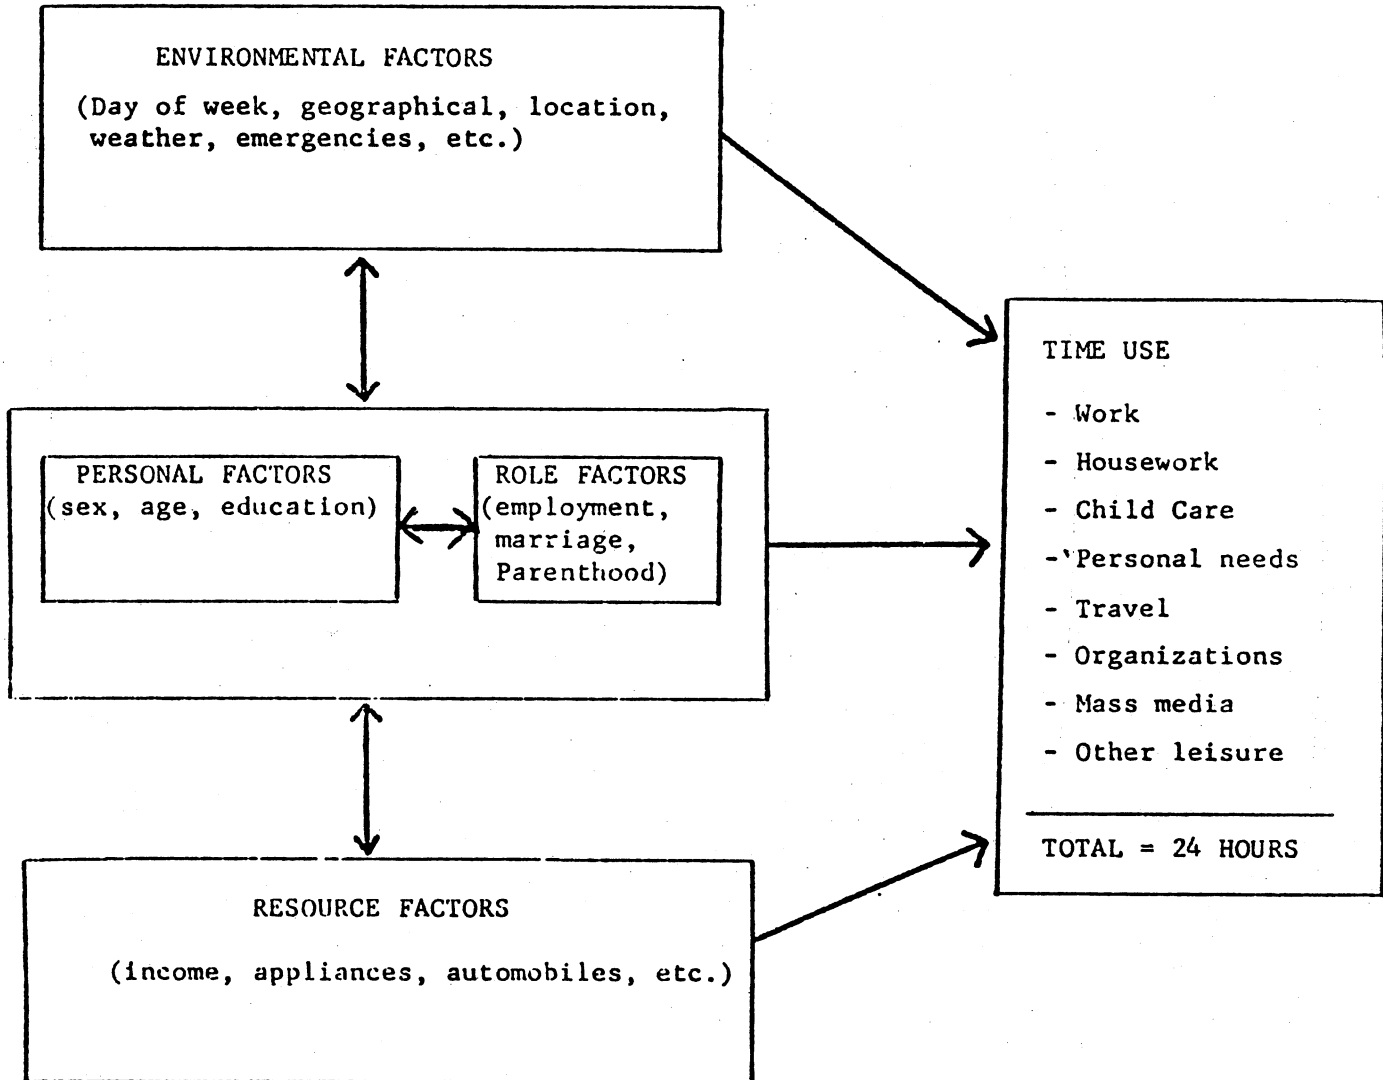 ENVIRONMENTAL FACTORS
(Day of week, geographical, location,
weather, emergencies, etc.)
PERSONAL FACTORS
(sex, age, education)
ROLE FACTORS
(employment,
marriage,
Parenthood)
RESOURCE FACTORS
(income, appliances, automobiles, etc.)
TIME USE
- Work
- Housework
- Child Care
- Personal needs
- Travel
- Organizations
- Mass media
- Other leisure
TOTAL = 24 HOURS